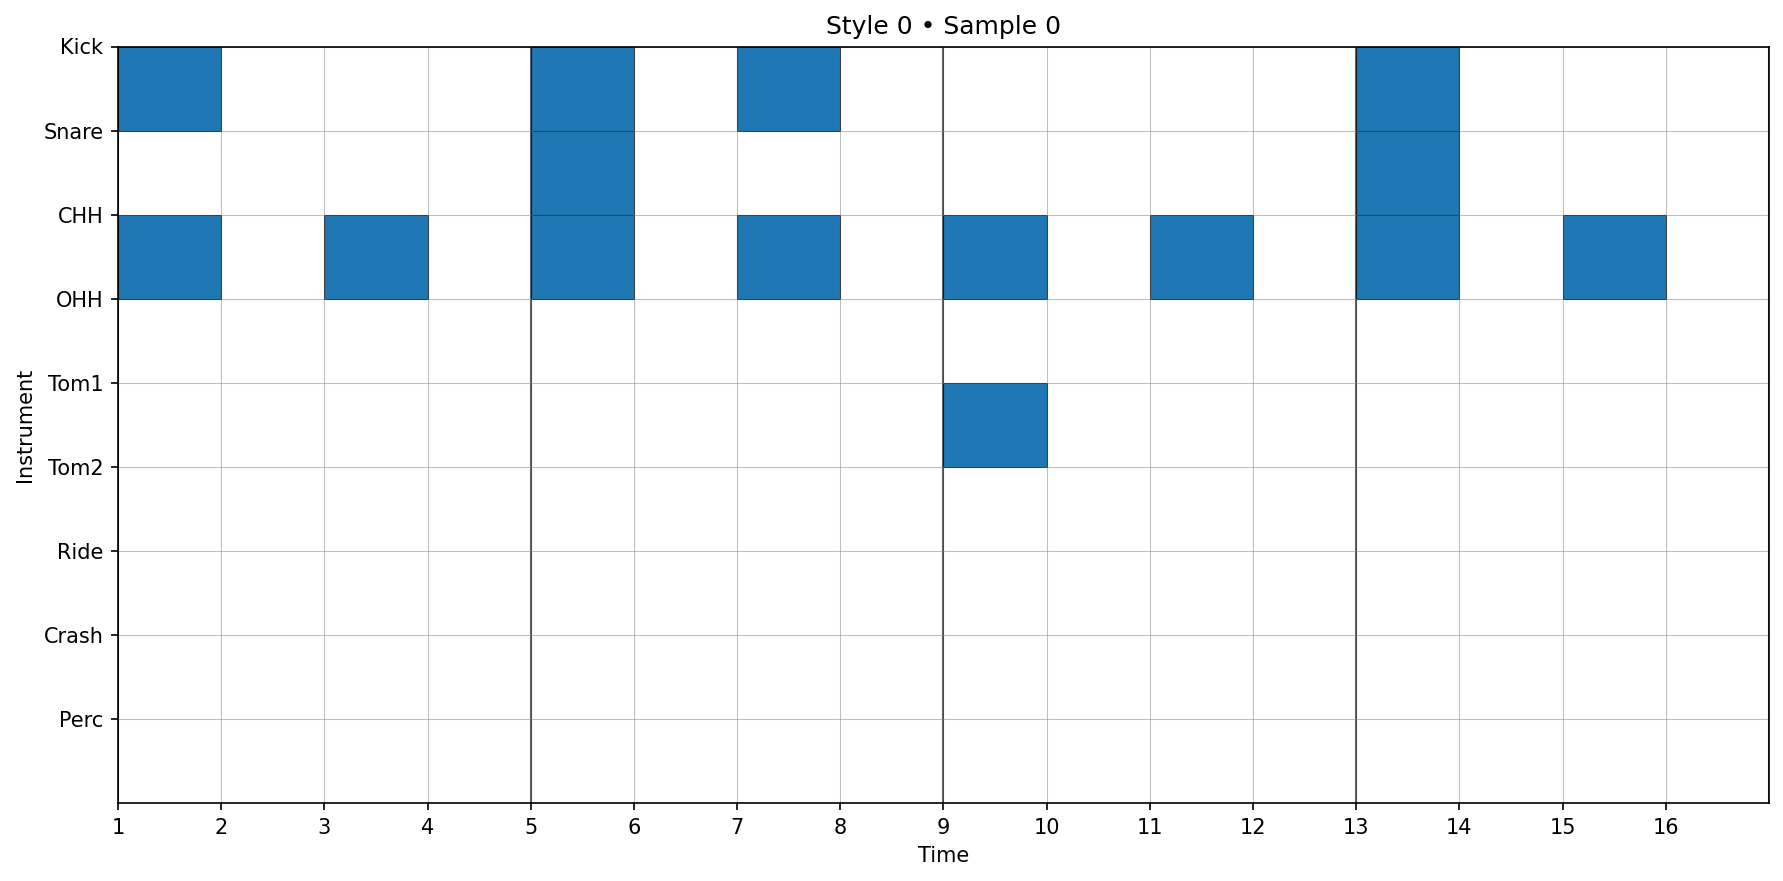 Style 0 • Sample 0
Kick
Snare
CHH
OHH
Tom1
Tom2
Ride
Crash
Perc
Instrument
1 2 3 4 5 6 7 8 9 10 11 12 13 14 15 16
Time